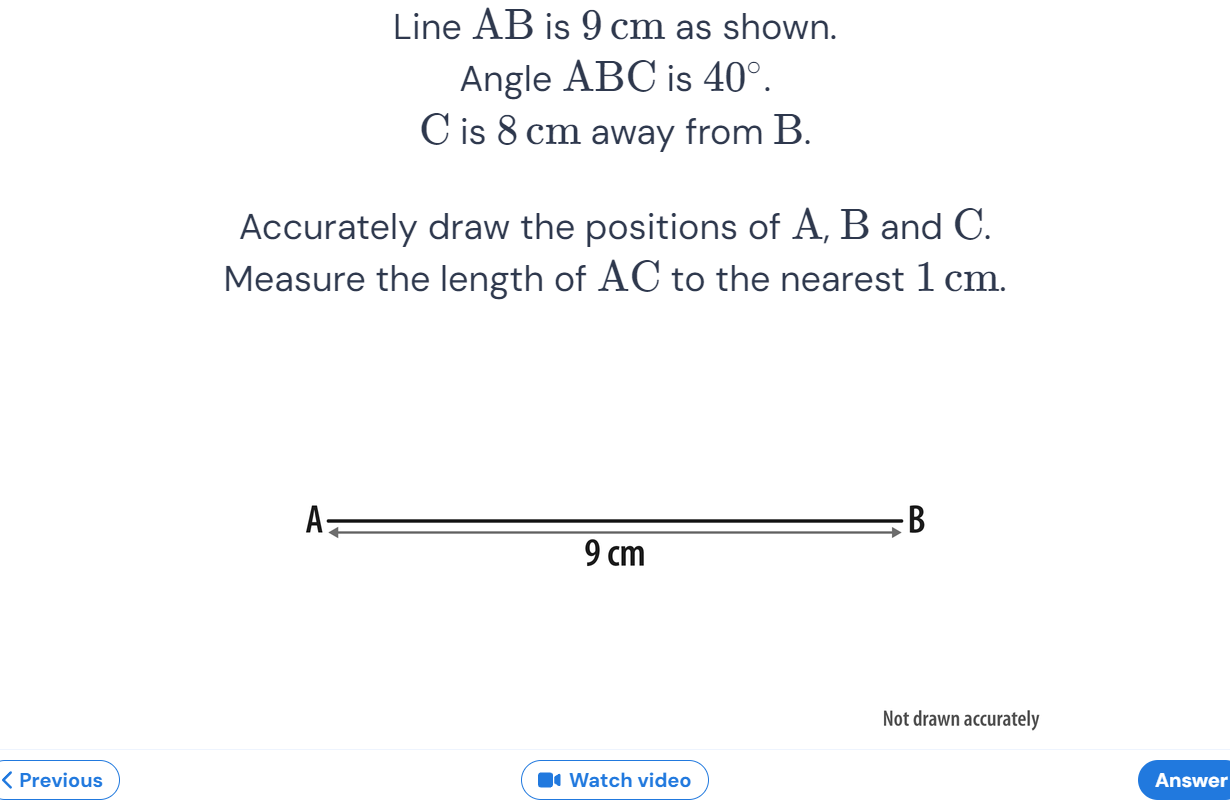 Line AB is 9 cm as shown.
Angle ABC is 40°.
C is 8 cm away from B.
Accurately draw the positions of A, B and C.
Measure the length of AC to the nearest 1 cm.
A B
9 cm
Not drawn accurately
Previous Watch video Answer